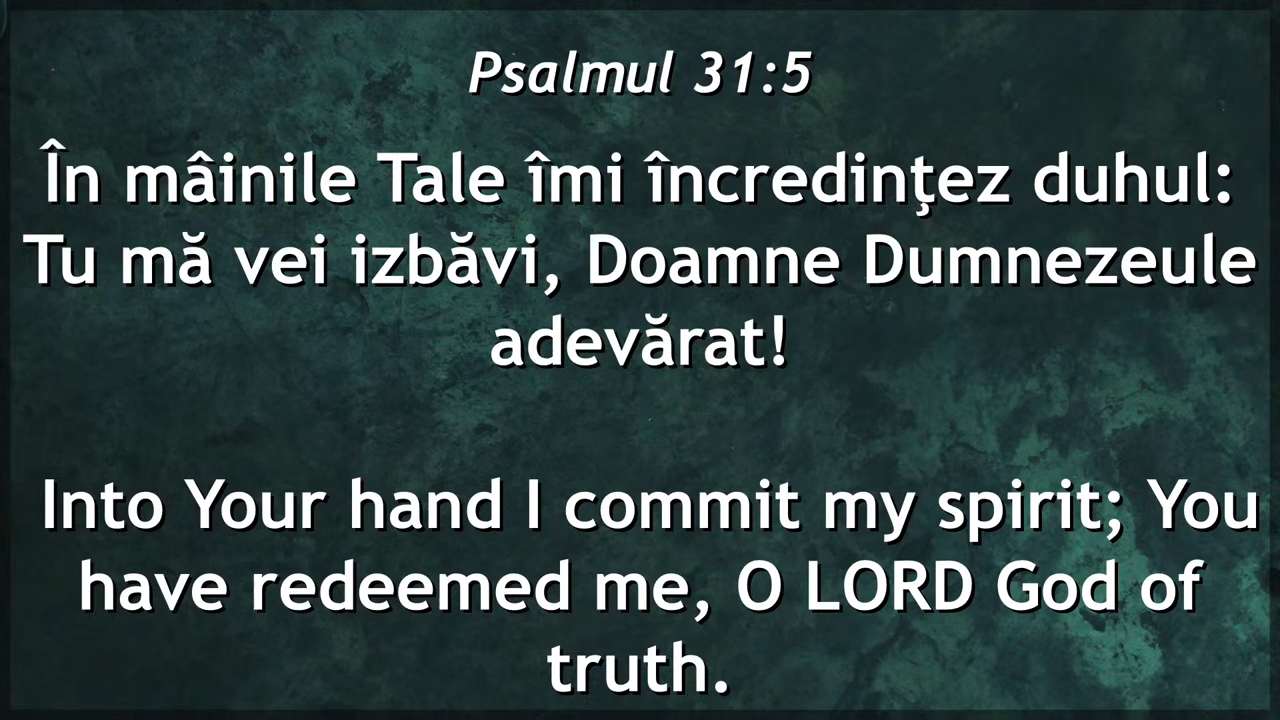 Psalmul 31:5
În mâinile Tale îmi încredinţez duhul:
Tu mă vei izbăvi, Doamne Dumnezeule
adevărat!
Into Your hand I commit my spirit; You
have redeemed me, O LORD God of
truth.